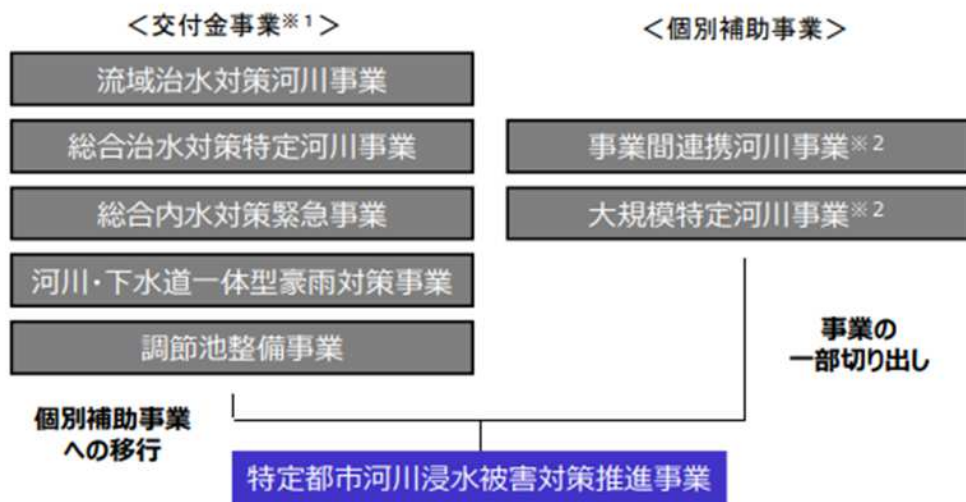 ＜交付金事業※1＞
流域治水対策河川事業
総合治水対策特定河川事業
総合内水対策緊急事業
河川・下水道一体型豪雨対策事業
調節池整備事業
＜個別補助事業＞
事業間連携河川事業※2
大規模特定河川事業※2
個別補助事業
への移行
事業の
一部切り出し
特定都市河川浸水被害対策推進事業